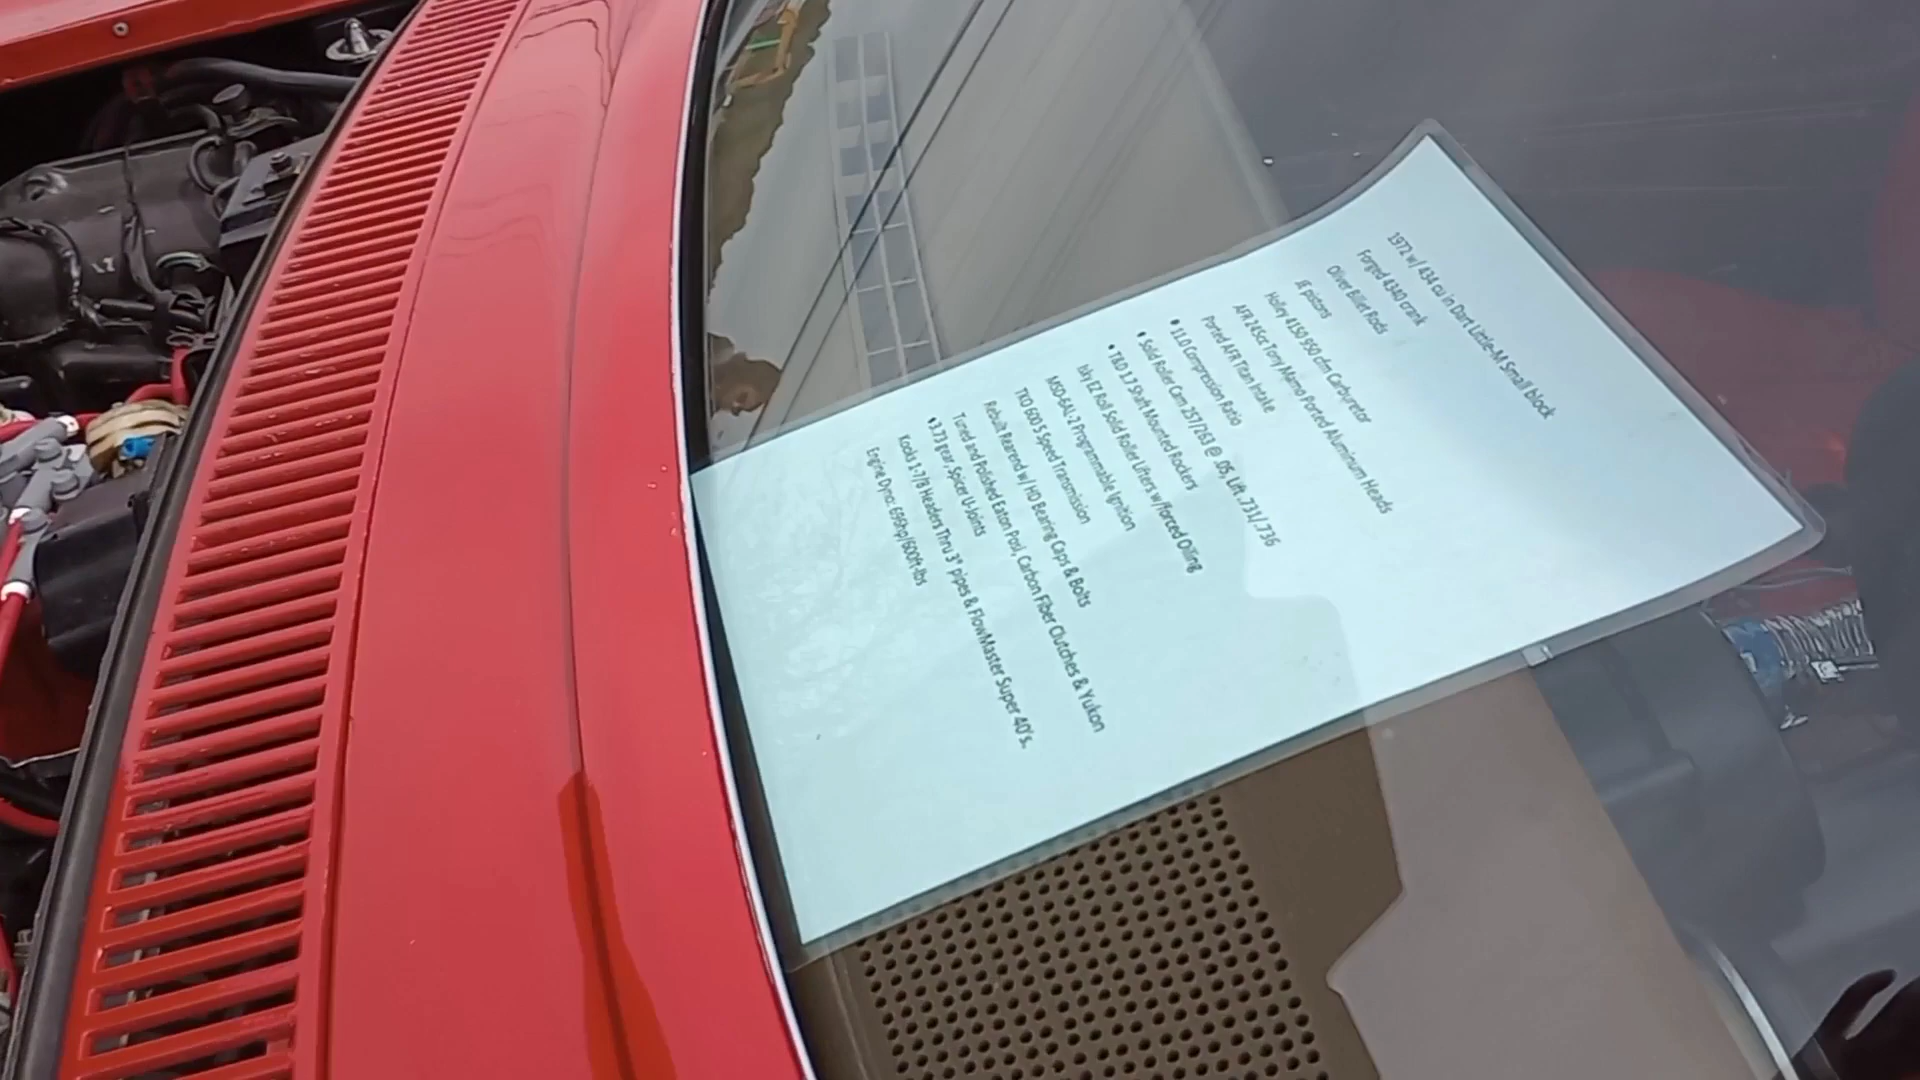 1972 w/ 434 cu in Dart Little-M Small block
Forged 4340 crank
Oliver Billet Rods
JE pistons
Holley 4150 950 cfm Carburetor
AFR 245cc Tony Mamo Ported Aluminum Heads
Ported AFR Titan Intake
• 11.0 Compression Ratio
• Solid Roller Cam 257/263 @ .05, Lift .731/.736
• T&D 1.7 Shaft Mounted Rockers
Isky EZ Roll Solid Roller Lifters w/forced Oiling
MSD-6AL-2 Programmable Ignition
TKO 600 5 Speed Transmission
Rebuilt Rearend w/ HD Bearing Caps & Bolts
Tuned and Polished Eaton Posi, Carbon Fiber Clutches & Yukon
• 3.73 gear, Spicer U-Joints
Kooks 1-7/8 Headers Thru 3" pipes & FlowMaster Super 40's.
Engine Dyno: 696hp/600ft-lbs